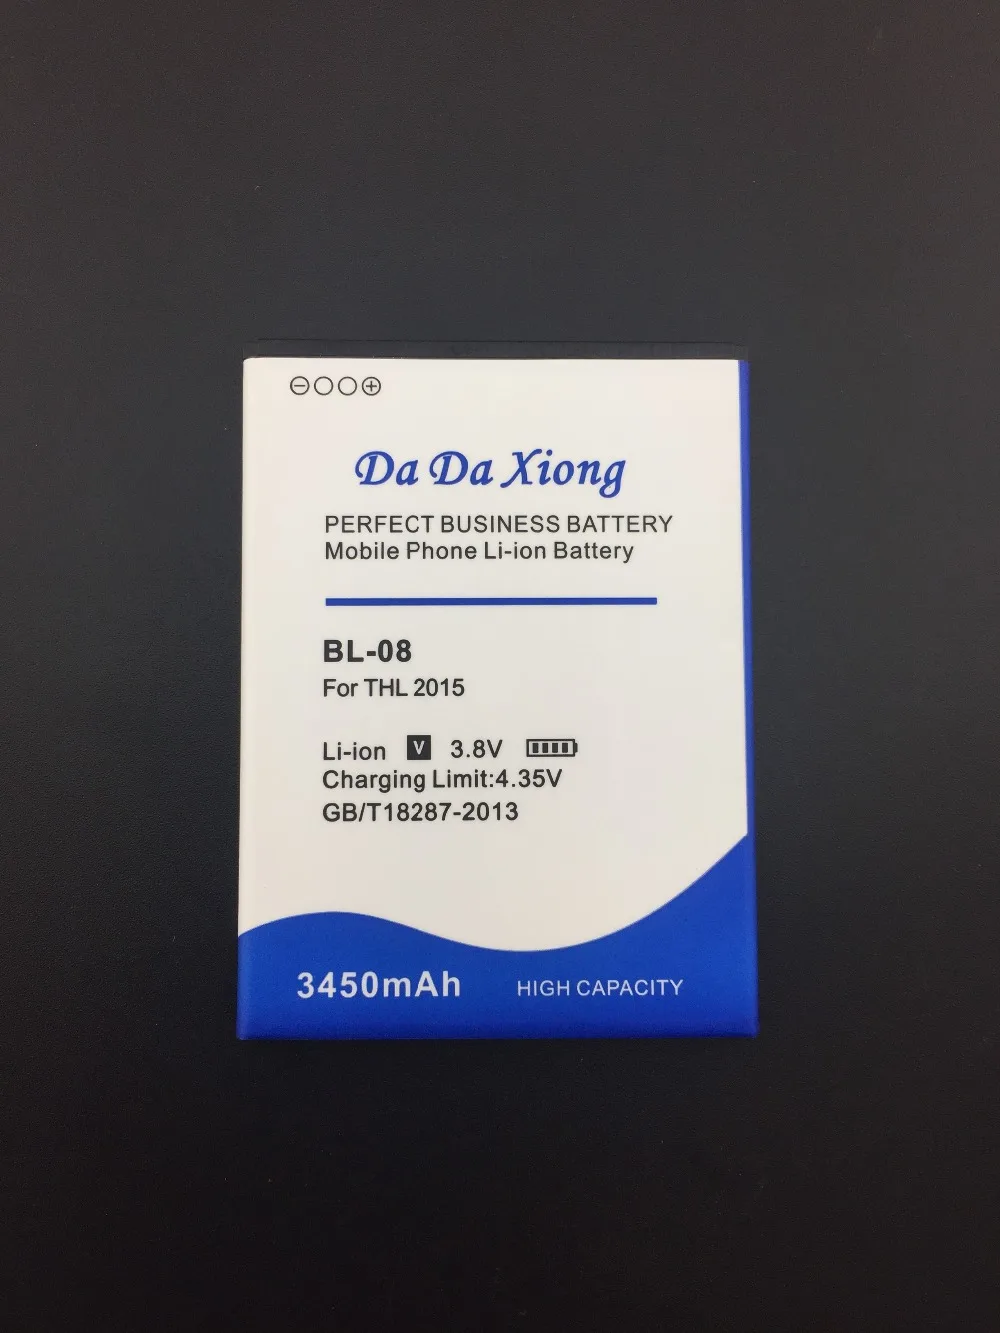 Da Da Xiong
PERFECT BUSINESS BATTERY
Mobile Phone Li-ion Battery
BL-08
For THL 2015
Li-ion V 3.8V
Charging Limit:4.35V
GB/T18287-2013
3450mAh HIGH CAPACITY